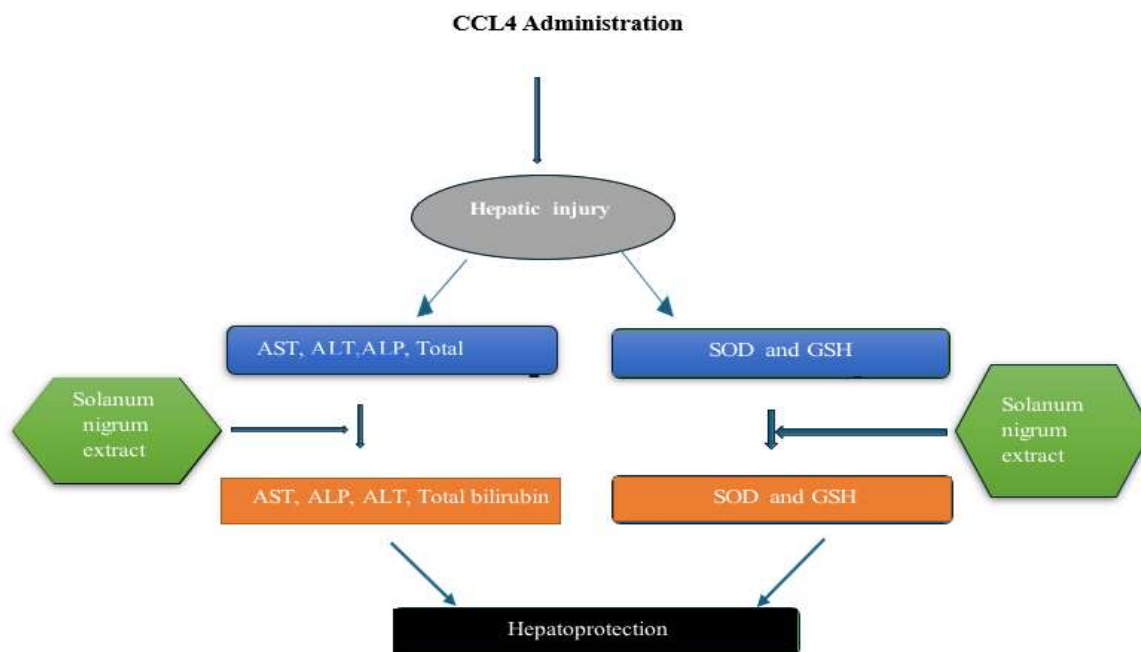 CCL4 Administration
Hepatic injury
AST, ALT,ALP, Total
SOD and GSH
Solanum
nigrum
extract
Solanum
nigrum
extract
AST, ALP, ALT, Total bilirubin
SOD and GSH
Hepatoprotection